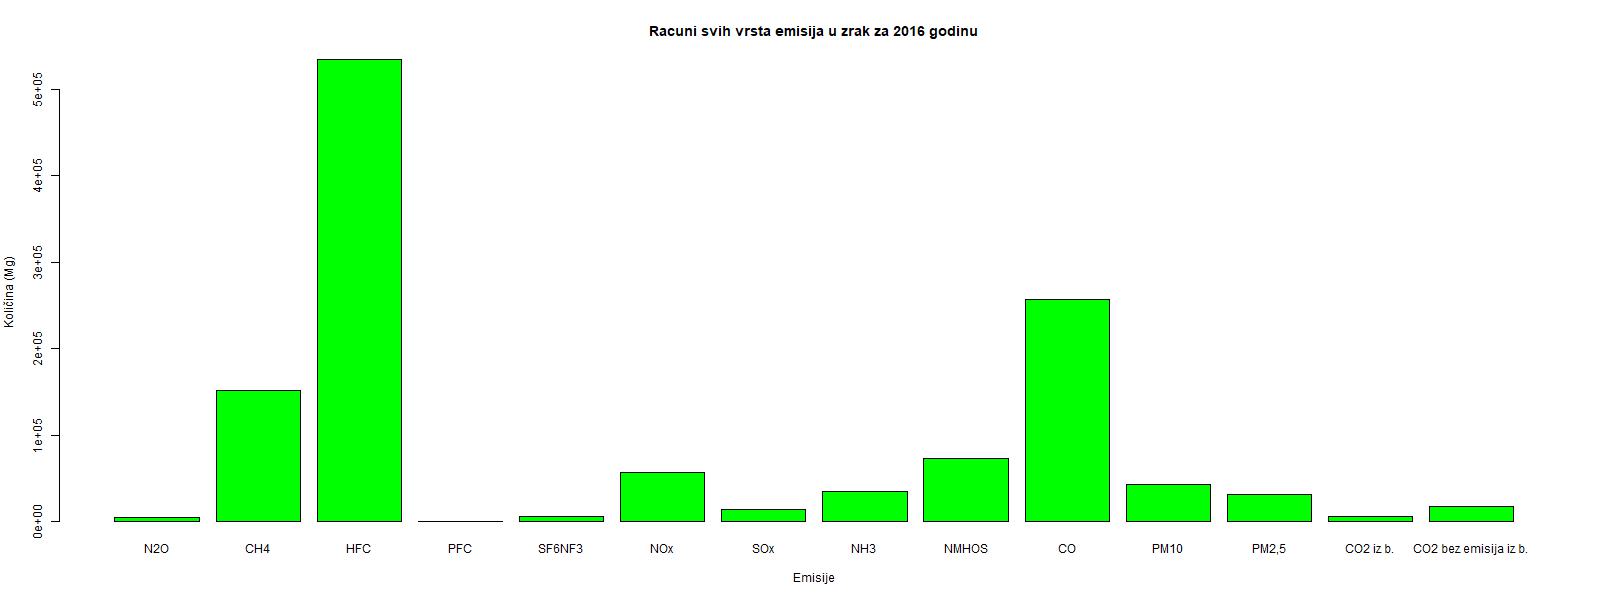 Racuni svih vrsta emisija u zrak za 2016 godinu
Količina (Mg)
5e+05
4e+05
3e+05
2e+05
1e+05
0e+00
N2O CH4 HFC PFC SF6NF3 NOx SOx NH3 NMHOS CO PM10 PM2,5 CO2 iz b. CO2 bez emisija iz b.
Emisije